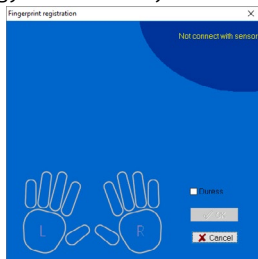 Fingerprint registration
Not connect with sensor
L R
Duress
Cancel